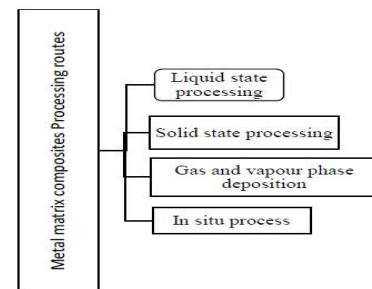 Metal matrix composites Processing routes
Liquid state
processing
Solid state processing
Gas and vapour phase
deposition
In situ process